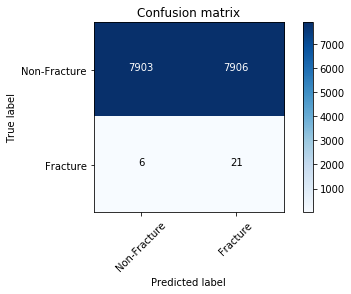 Confusion matrix
Non-Fracture
7903
7906
Fracture
6
21
True label
Non-Fracture
Fracture
Predicted label
7000
6000
5000
4000
3000
2000
1000